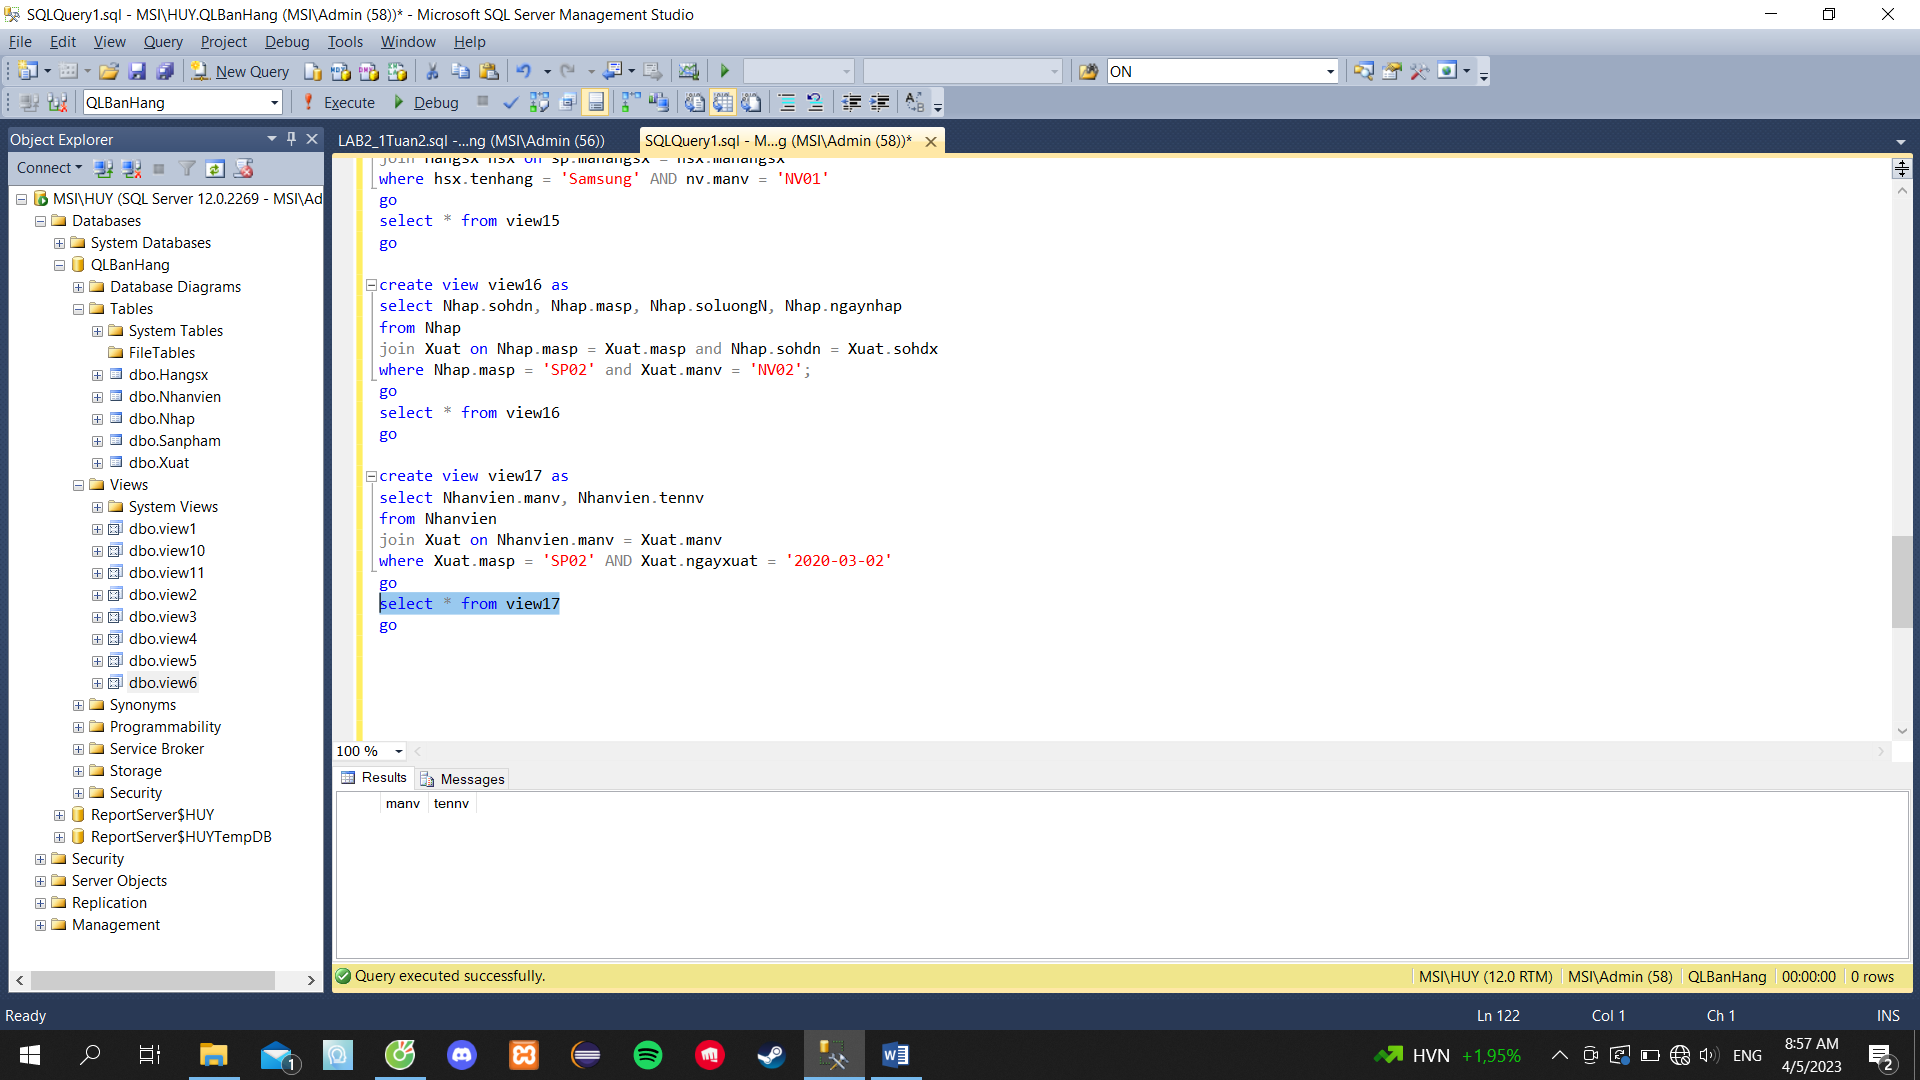 SQLQuery1.sql - MSI\HUY.QLBanHang (MSI\Admin (58))* - Microsoft SQL Server Management Studio
File Edit View Query Project Debug Tools Window Help
New Query ON
QLBanHang Execute Debug
Object Explorer
LAB2_1Tuan2.sql -...ng (MSI\Admin (56))
SQLQuery1.sql - M...g (MSI\Admin (58))*
Connect
MSI\HUY (SQL Server 12.0.2269 - MSI\Ad
Databases
System Databases
QLBanHang
Database Diagrams
Tables
System Tables
FileTables
dbo.Hangsx
dbo.Nhanvien
dbo.Nhap
dbo.Sanpham
dbo.Xuat
Views
System Views
dbo.view1
dbo.view10
dbo.view11
dbo.view2
dbo.view3
dbo.view4
dbo.view5
dbo.view6
Synonyms
Programmability
Service Broker
Storage
Security
ReportServer$HUY
ReportServer$HUYTempDB
Security
Server Objects
Replication
Management
join hangsx hsx on sp.mahangsx = hsx.mahangsx
where hsx.tenhang = 'Samsung' AND nv.manv = 'NV01'
go
select * from view15
go
create view view16 as
select Nhap.sohdn, Nhap.masp, Nhap.soluongN, Nhap.ngaynhap
from Nhap
join Xuat on Nhap.masp = Xuat.masp and Nhap.sohdn = Xuat.sohdx
where Nhap.masp = 'SP02' and Xuat.manv = 'NV02';
go
select * from view16
go
create view view17 as
select Nhanvien.manv, Nhanvien.tennv
from Nhanvien
join Xuat on Nhanvien.manv = Xuat.manv
where Xuat.masp = 'SP02' AND Xuat.ngayxuat = '2020-03-02'
go
select * from view17
go
100 %
Results Messages
manv tennv
Query executed successfully.
MSI\HUY (12.0 RTM) MSI\Admin (58) QLBanHang 00:00:00 0 rows
Ready Ln 122 Col 1 Ch 1 INS
1
HVN +1,95% ENG
8:57 AM
4/5/2023
2